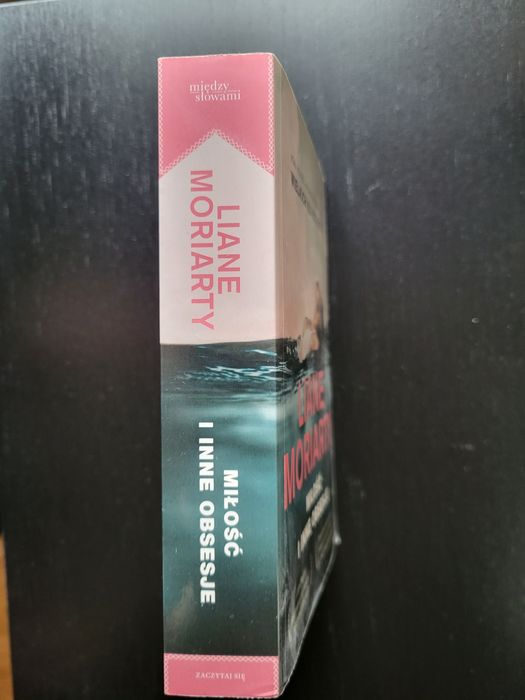 między
słowami
LIANE
MORIARTY
MIŁOŚĆ
I INNE OBSESJE
ZACZYTAJ SIĘ
LIANE
MORIARTY